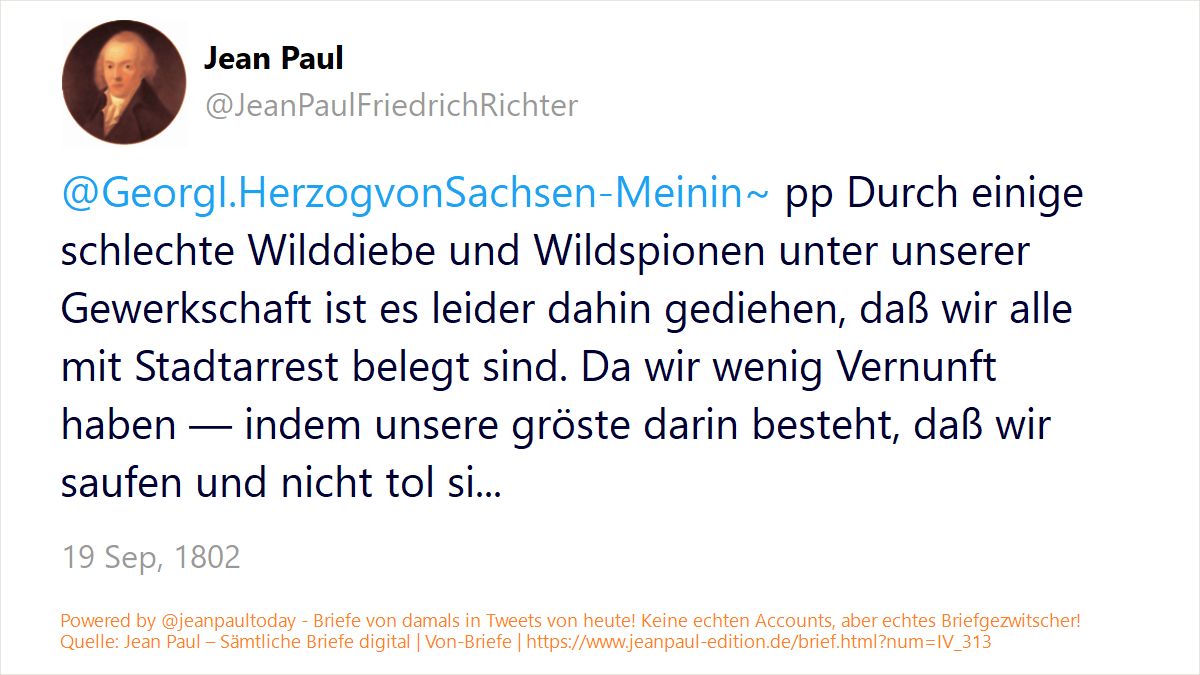 Jean Paul
@JeanPaulFriedrichRichter
@GeorgI.HerzogvonSachsen-Meinin~ pp Durch einige
schlechte Wilddiebe und Wildspionen unter unserer
Gewerkschaft ist es leider dahin gediehen, daß wir alle
mit Stadtarrest belegt sind. Da wir wenig Vernunft
haben — indem unsere gröste darin besteht, daß wir
saufen und nicht tol si...
19 Sep, 1802
Powered by @jeanpaultoday - Briefe von damals in Tweets von heute! Keine echten Accounts, aber echtes Briefgezwitscher!
Quelle: Jean Paul – Sämtliche Briefe digital | Von-Briefe | https://www.jeanpaul-edition.de/brief.html?num=IV_313